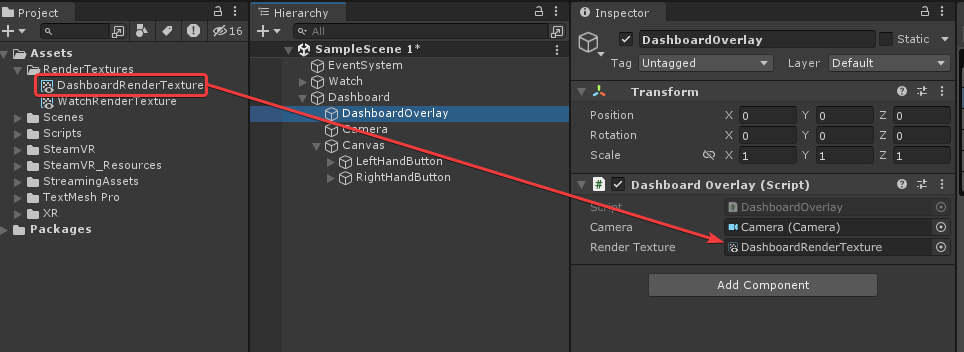 Project
16
Assets
RenderTextures
DashboardRenderTexture
WatchRenderTexture
Scenes
Scripts
SteamVR
SteamVR_Resources
StreamingAssets
TextMesh Pro
XR
Packages
Hierarchy
All
SampleScene 1*
EventSystem
Watch
Dashboard
DashboardOverlay
Camera
Canvas
LeftHandButton
RightHandButton
Inspector
DashboardOverlay Static
Tag Untagged Layer Default
Transform
Position X 0 Y 0 Z 0
Rotation X 0 Y 0 Z 0
Scale X 1 Y 1 Z 1
# Dashboard Overlay (Script)
Script # DashboardOverlay
Camera Camera (Camera)
Render Texture DashboardRenderTexture
Add Component